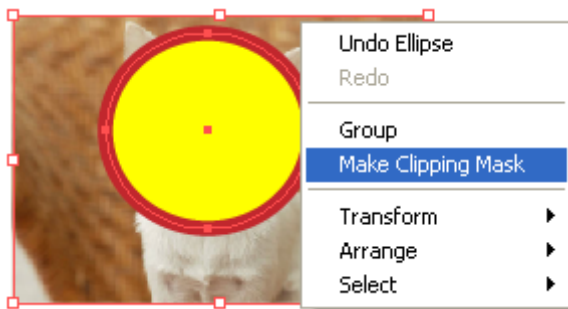 Undo Ellipse
Redo
Group
Make Clipping Mask
Transform
Arrange
Select